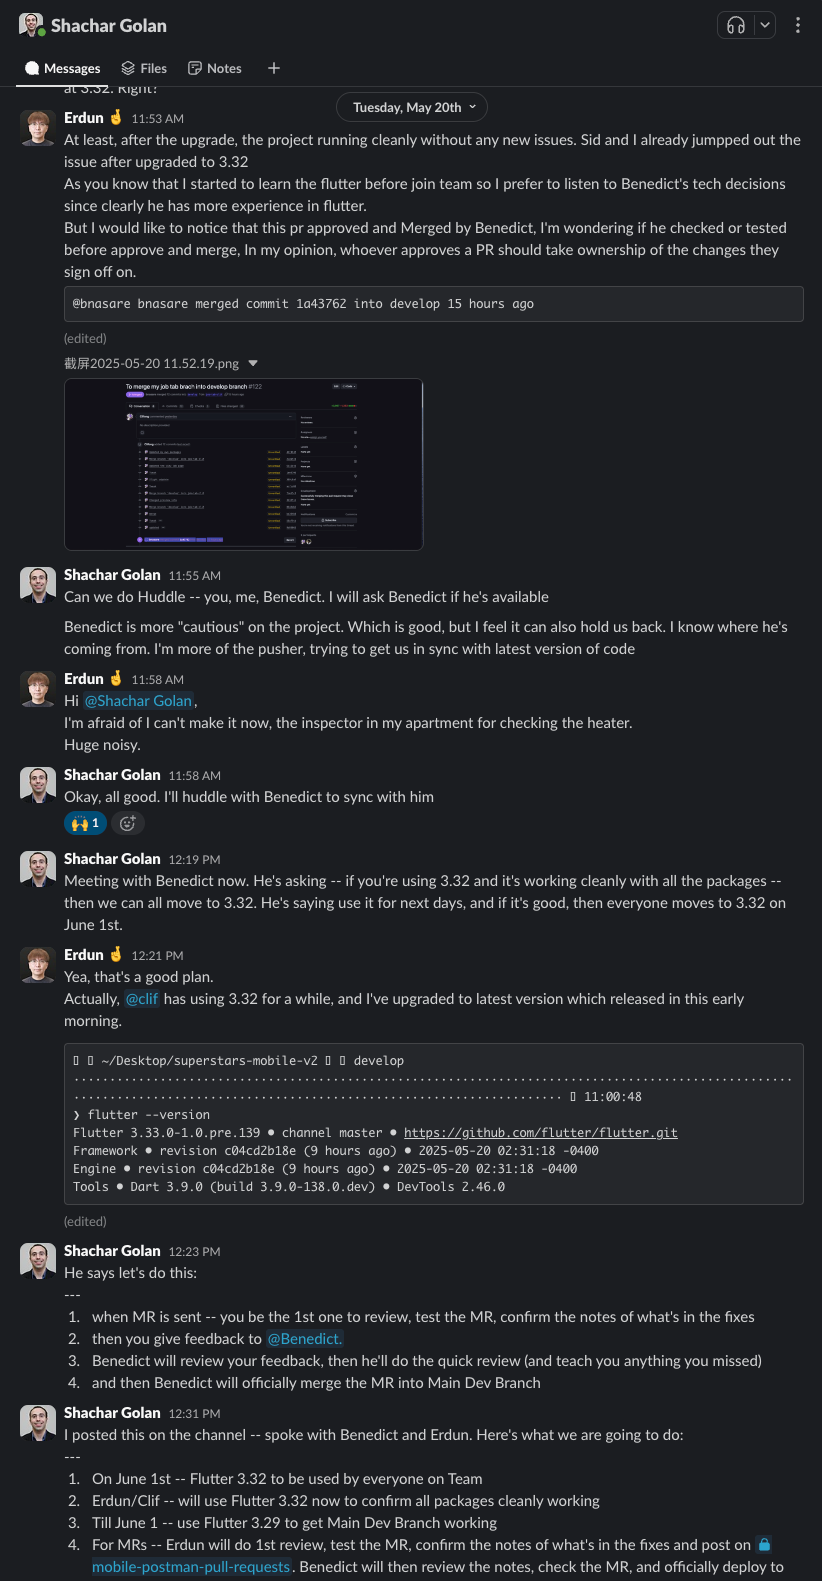 Shachar Golan
Messages
Files
Notes
at 3.32. Right?
Tuesday, May 20th
Erdun 🤞 11:53 AM
At least, after the upgrade, the project running cleanly without any new issues. Sid and I already jumpped out the
issue after upgraded to 3.32
As you know that I started to learn the flutter before join team so I prefer to listen to Benedict's tech decisions
since clearly he has more experience in flutter.
But I would like to notice that this pr approved and Merged by Benedict, I'm wondering if he checked or tested
before approve and merge, In my opinion, whoever approves a PR should take ownership of the changes they
sign off on.
@bnasare bnasare merged commit 1a43762 into develop 15 hours ago
(edited)
截屏2025-05-20 11.52.19.png
To merge my job tab brach into develop branch #122
Shachar Golan 11:55 AM
Can we do Huddle -- you, me, Benedict. I will ask Benedict if he's available
Benedict is more "cautious" on the project. Which is good, but I feel it can also hold us back. I know where he's
coming from. I'm more of the pusher, trying to get us in sync with latest version of code
Erdun 🤞 11:58 AM
Hi @Shachar Golan,
I'm afraid of I can't make it now, the inspector in my apartment for checking the heater.
Huge noisy.
Shachar Golan 11:58 AM
Okay, all good. I'll huddle with Benedict to sync with him
🙌 1
Shachar Golan 12:19 PM
Meeting with Benedict now. He's asking -- if you're using 3.32 and it's working cleanly with all the packages --
then we can all move to 3.32. He's saying use it for next days, and if it's good, then everyone moves to 3.32 on
June 1st.
Erdun 🤞 12:21 PM
Yea, that's a good plan.
Actually, @clif has using 3.32 for a while, and I've upgraded to latest version which released in this early
morning.
~/Desktop/superstars-mobile-v2 develop
11:00:48
❯ flutter --version
Flutter 3.33.0-1.0.pre.139 • channel master • https://github.com/flutter/flutter.git
Framework • revision c04cd2b18e (9 hours ago) • 2025-05-20 02:31:18 -0400
Engine • revision c04cd2b18e (9 hours ago) • 2025-05-20 02:31:18 -0400
Tools • Dart 3.9.0 (build 3.9.0-138.0.dev) • DevTools 2.46.0
(edited)
Shachar Golan 12:23 PM
He says let's do this:
---
1. when MR is sent -- you be the 1st one to review, test the MR, confirm the notes of what's in the fixes
2. then you give feedback to @Benedict.
3. Benedict will review your feedback, then he'll do the quick review (and teach you anything you missed)
4. and then Benedict will officially merge the MR into Main Dev Branch
Shachar Golan 12:31 PM
I posted this on the channel -- spoke with Benedict and Erdun. Here's what we are going to do:
---
1. On June 1st -- Flutter 3.32 to be used by everyone on Team
2. Erdun/Clif -- will use Flutter 3.32 now to confirm all packages cleanly working
3. Till June 1 -- use Flutter 3.29 to get Main Dev Branch working
4. For MRs -- Erdun will do 1st review, test the MR, confirm the notes of what's in the fixes and post on
mobile-postman-pull-requests. Benedict will then review the notes, check the MR, and officially deploy to